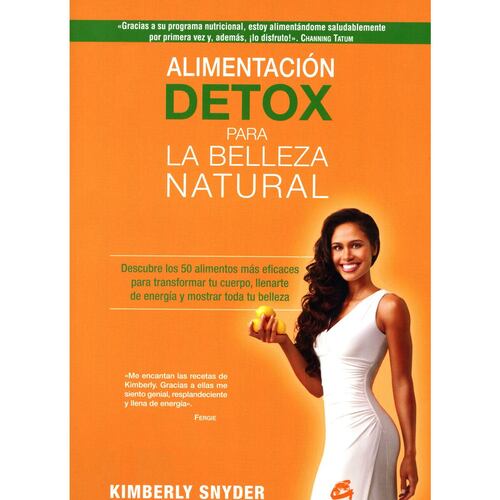 «Gracias a su programa nutricional, estoy alimentándome saludablemente
por primera vez y, además, ¡lo disfruto!». CHANNING TATUM
ALIMENTACIÓN
DETOX
PARA
LA BELLEZA
NATURAL
Descubre los 50 alimentos más eficaces
para transformar tu cuerpo, llenarte
de energía y mostrar toda tu belleza
«Me encantan las recetas de
Kimberly. Gracias a ellas me
siento genial, resplandeciente
y llena de energía».
FERGIE
KIMBERLY SNYDER